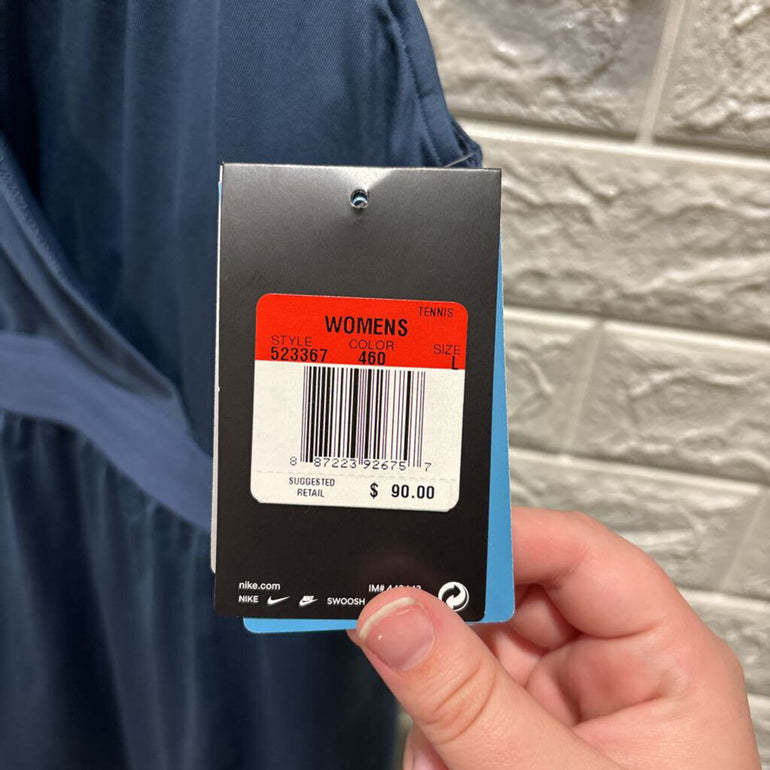 TENNIS
WOMENS
STYLE COLOR SIZE
523367 460 L
8 87223 92675 7
SUGGESTED
RETAIL $ 90.00
nike.com IM#
NIKE SWOOSH